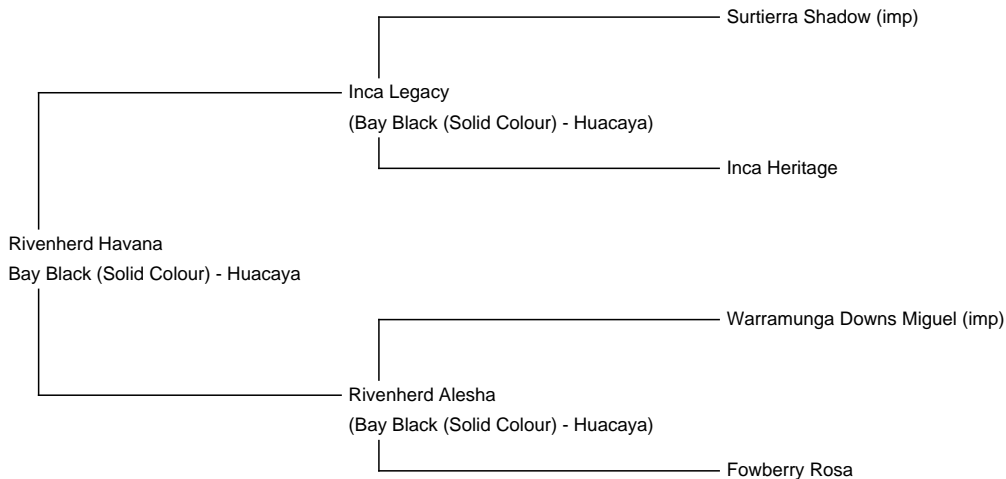 Surtierra Shadow (imp)
Inca Legacy
(Bay Black (Solid Colour) - Huacaya)
Inca Heritage
Rivenherd Havana
Bay Black (Solid Colour) - Huacaya
Warramunga Downs Miguel (imp)
Rivenherd Alesha
(Bay Black (Solid Colour) - Huacaya)
Fowberry Rosa